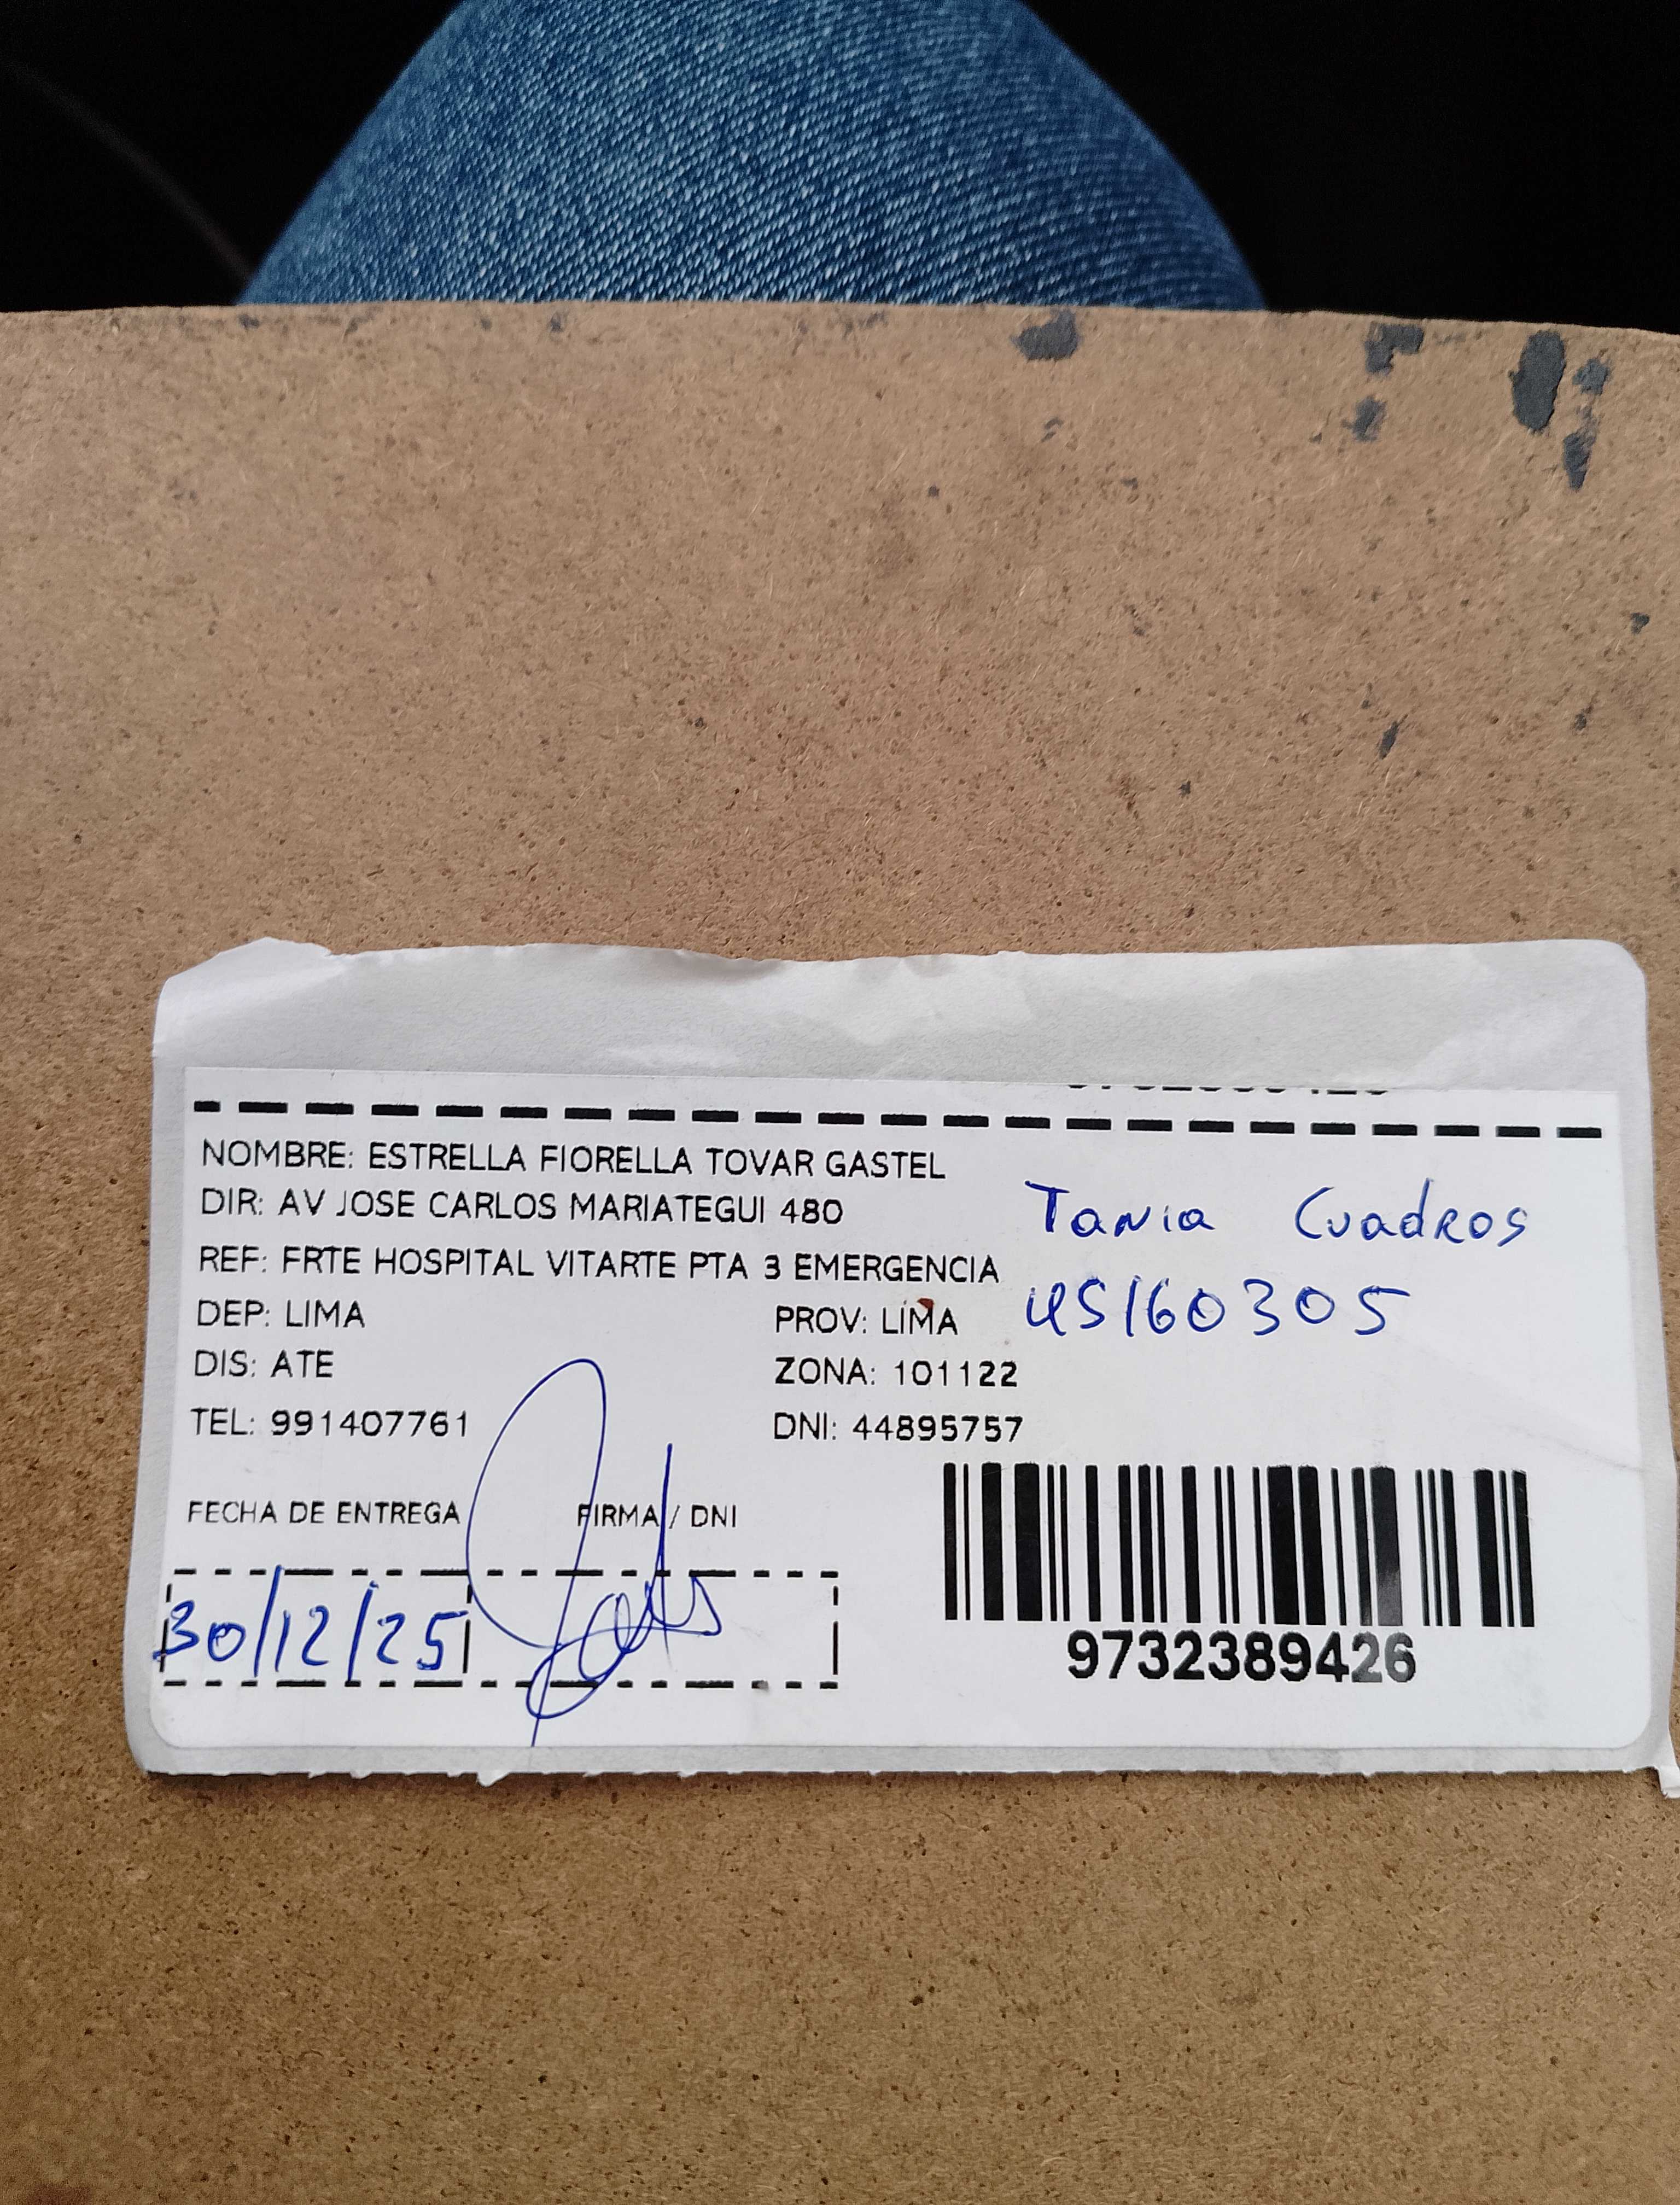 NOMBRE: ESTRELLA FIORELLA TOVAR GASTEL
DIR: AV JOSE CARLOS MARIATEGUI 480
Tania Cuadros
REF: FRTE HOSPITAL VITARTE PTA 3 EMERGENCIA
DEP: LIMA PROV: LIMA 45160305
DIS: ATE ZONA: 101122
TEL: 991407761 DNI: 44895757
FECHA DE ENTREGA FIRMA / DNI
30/12/25
9732389426